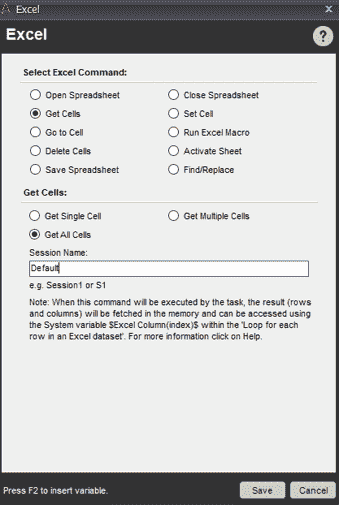 Excel
Excel
?
Select Excel Command:
Open Spreadsheet Close Spreadsheet
Get Cells Set Cell
Go to Cell Run Excel Macro
Delete Cells Activate Sheet
Save Spreadsheet Find/Replace
Get Cells:
Get Single Cell Get Multiple Cells
Get All Cells
Session Name:
Default
e.g. Session1 or S1
Note: When this command will be executed by the task, the result (rows
and columns) will be fetched in the memory and can be accessed using
the System variable $Excel Column(index)$ within the 'Loop for each
row in an Excel dataset'. For more information click on Help.
Press F2 to insert variable. Save Cancel